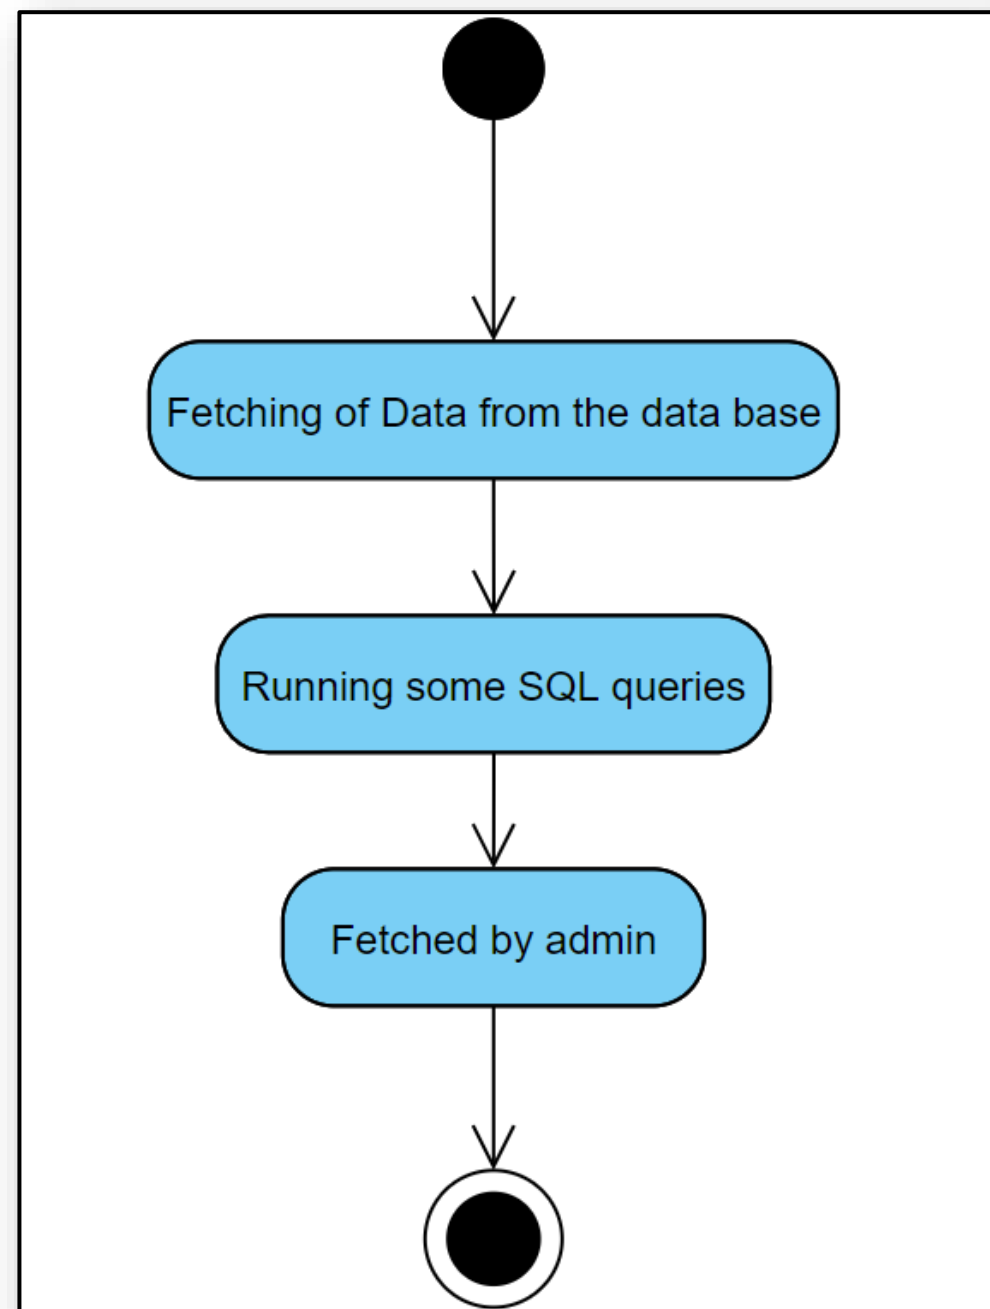 Fetching of Data from the data base
Running some SQL queries
Fetched by admin